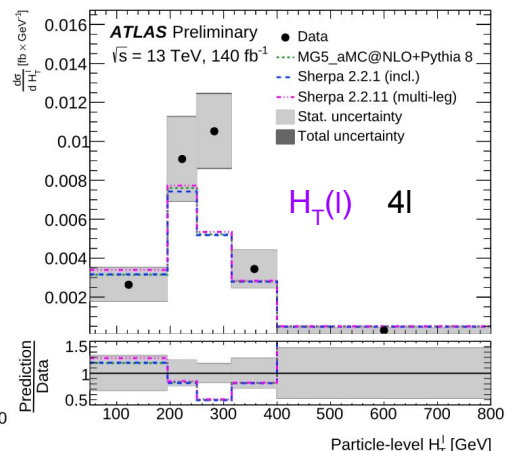 ATLAS Preliminary
√s = 13 TeV, 140 fb⁻¹
Data
MG5_aMC@NLO+Pythia 8
Sherpa 2.2.1 (incl.)
Sherpa 2.2.11 (multi-leg)
Stat. uncertainty
Total uncertainty
H_T(l) 4l
dσ / d H_T^l [fb × GeV⁻¹]
0.016
0.014
0.012
0.01
0.008
0.006
0.004
0.002
Prediction
Data
1.5
1
0.5
0
100 200 300 400 500 600 700 800
Particle-level H_T^l [GeV]